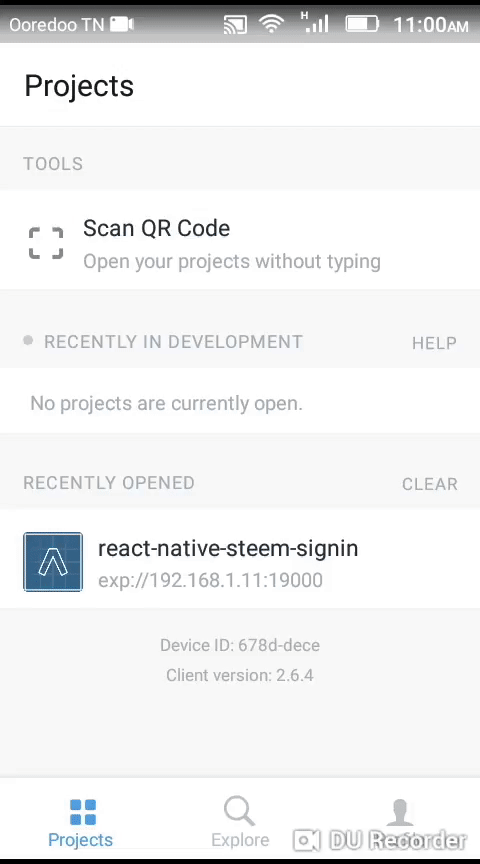 Ooredoo TN H 11:00AM
Projects
TOOLS
Scan QR Code
Open your projects without typing
RECENTLY IN DEVELOPMENT HELP
No projects are currently open.
RECENTLY OPENED CLEAR
react-native-steem-signin
exp://192.168.1.11:19000
Device ID: 678d-dece
Client version: 2.6.4
Projects Explore
DU Recorder